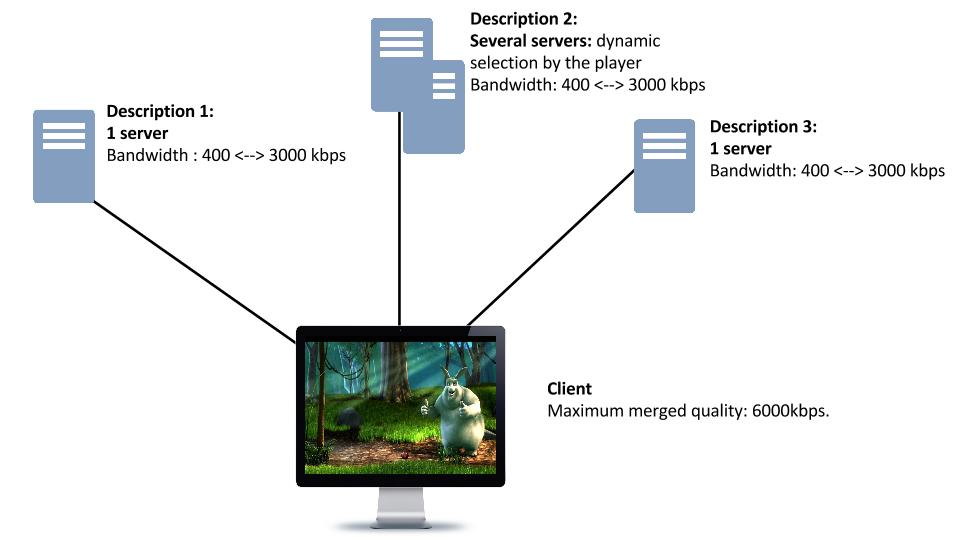 Description 2:
Several servers: dynamic
selection by the player
Bandwidth: 400 <--> 3000 kbps
Description 1:
1 server
Bandwidth : 400 <--> 3000 kbps
Description 3:
1 server
Bandwidth: 400 <--> 3000 kbps
Client
Maximum merged quality: 6000kbps.